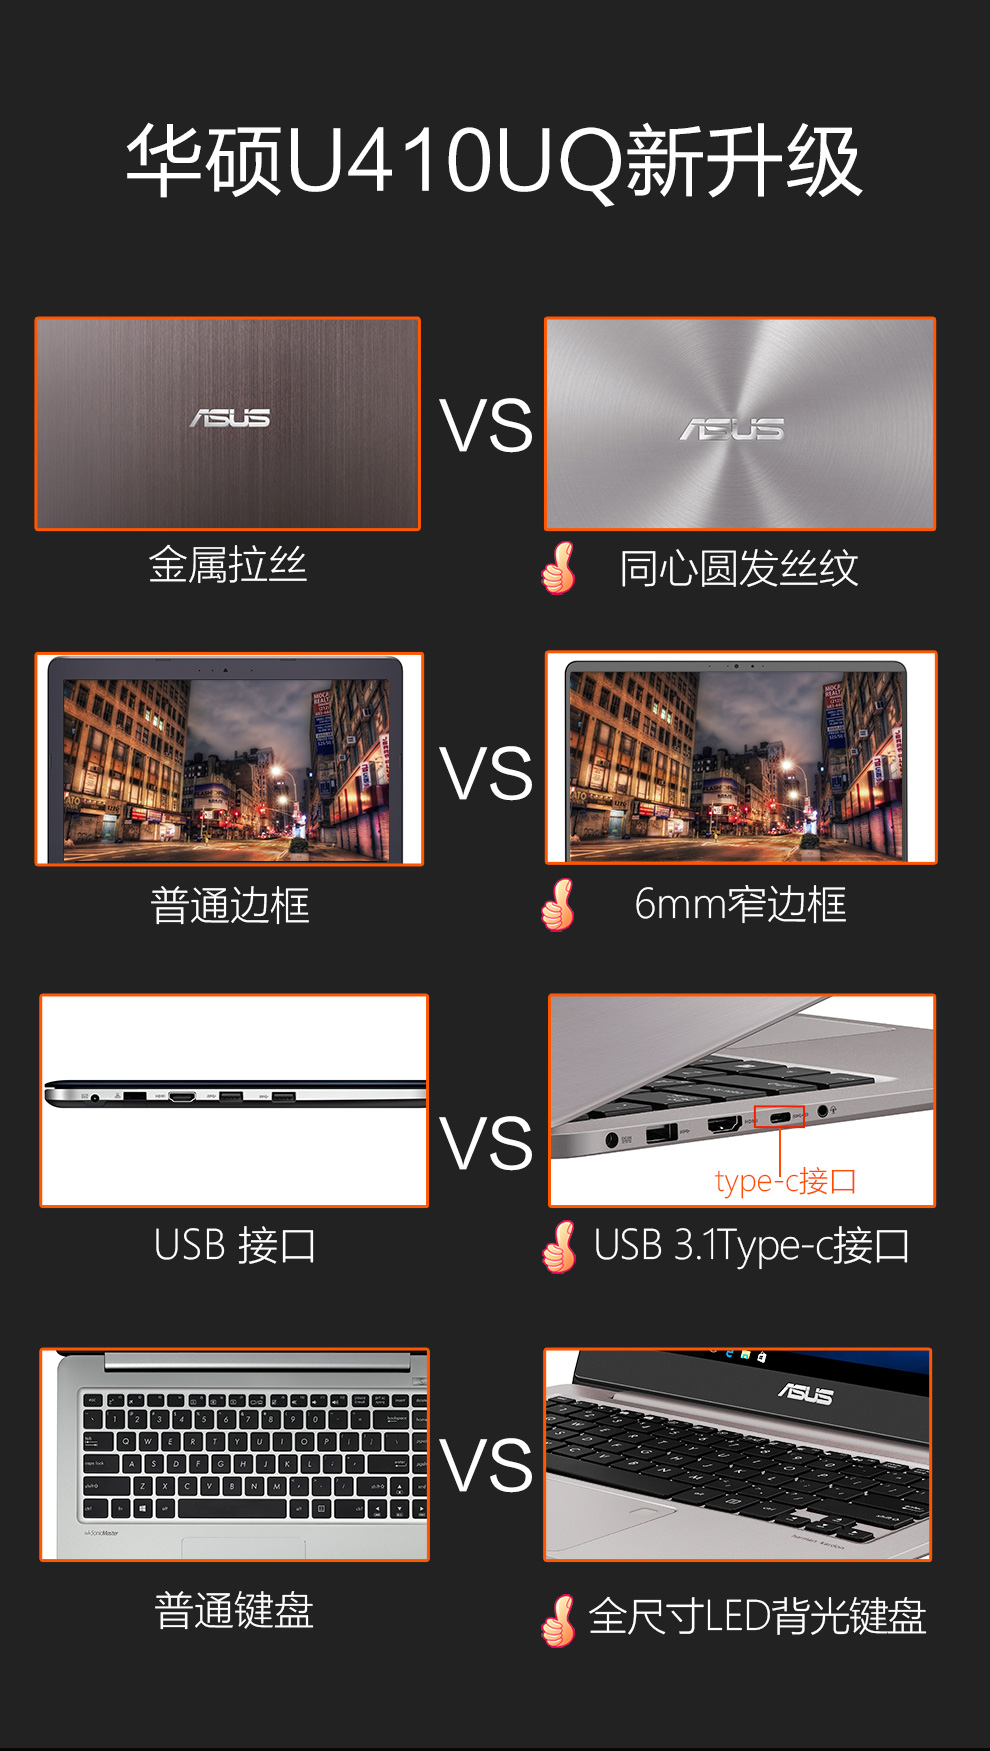 华硕U410UQ新升级
ASUS
VS
ASUS
金属拉丝
同心圆发丝纹
VS
普通边框
6mm窄边框
VS
type-c接口
USB 接口
USB 3.1Type-c接口
VS
ASUS
普通键盘
全尺寸LED背光键盘